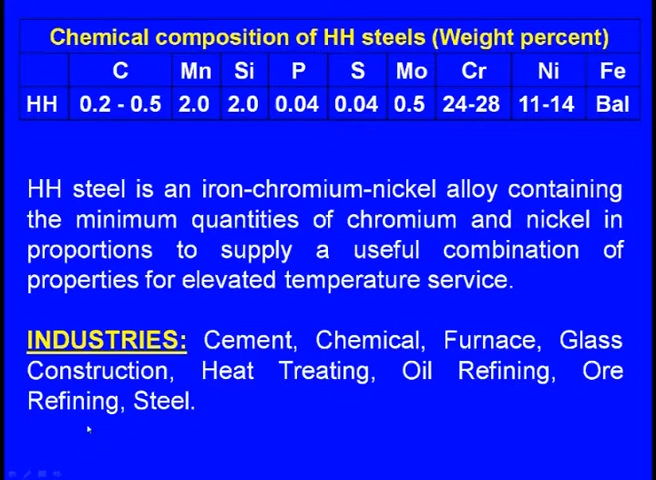 Chemical composition of HH steels (Weight percent)
C Mn Si P S Mo Cr Ni Fe
HH 0.2 - 0.5 2.0 2.0 0.04 0.04 0.5 24-28 11-14 Bal
HH steel is an iron-chromium-nickel alloy containing
the minimum quantities of chromium and nickel in
proportions to supply a useful combination of
properties for elevated temperature service.
INDUSTRIES: Cement, Chemical, Furnace, Glass
Construction, Heat Treating, Oil Refining, Ore
Refining, Steel.